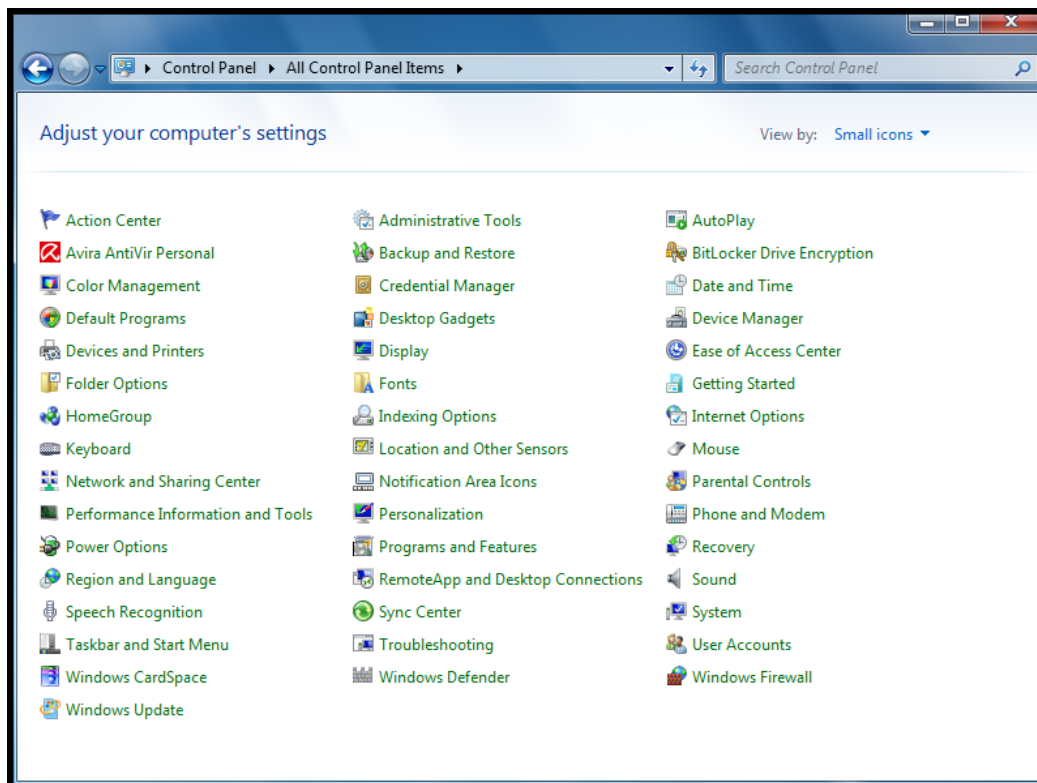 Control Panel All Control Panel Items Search Control Panel
Adjust your computer's settings View by: Small icons
Action Center Administrative Tools AutoPlay
Avira AntiVir Personal Backup and Restore BitLocker Drive Encryption
Color Management Credential Manager Date and Time
Default Programs Desktop Gadgets Device Manager
Devices and Printers Display Ease of Access Center
Folder Options Fonts Getting Started
HomeGroup Indexing Options Internet Options
Keyboard Location and Other Sensors Mouse
Network and Sharing Center Notification Area Icons Parental Controls
Performance Information and Tools Personalization Phone and Modem
Power Options Programs and Features Recovery
Region and Language RemoteApp and Desktop Connections Sound
Speech Recognition Sync Center System
Taskbar and Start Menu Troubleshooting User Accounts
Windows CardSpace Windows Defender Windows Firewall
Windows Update